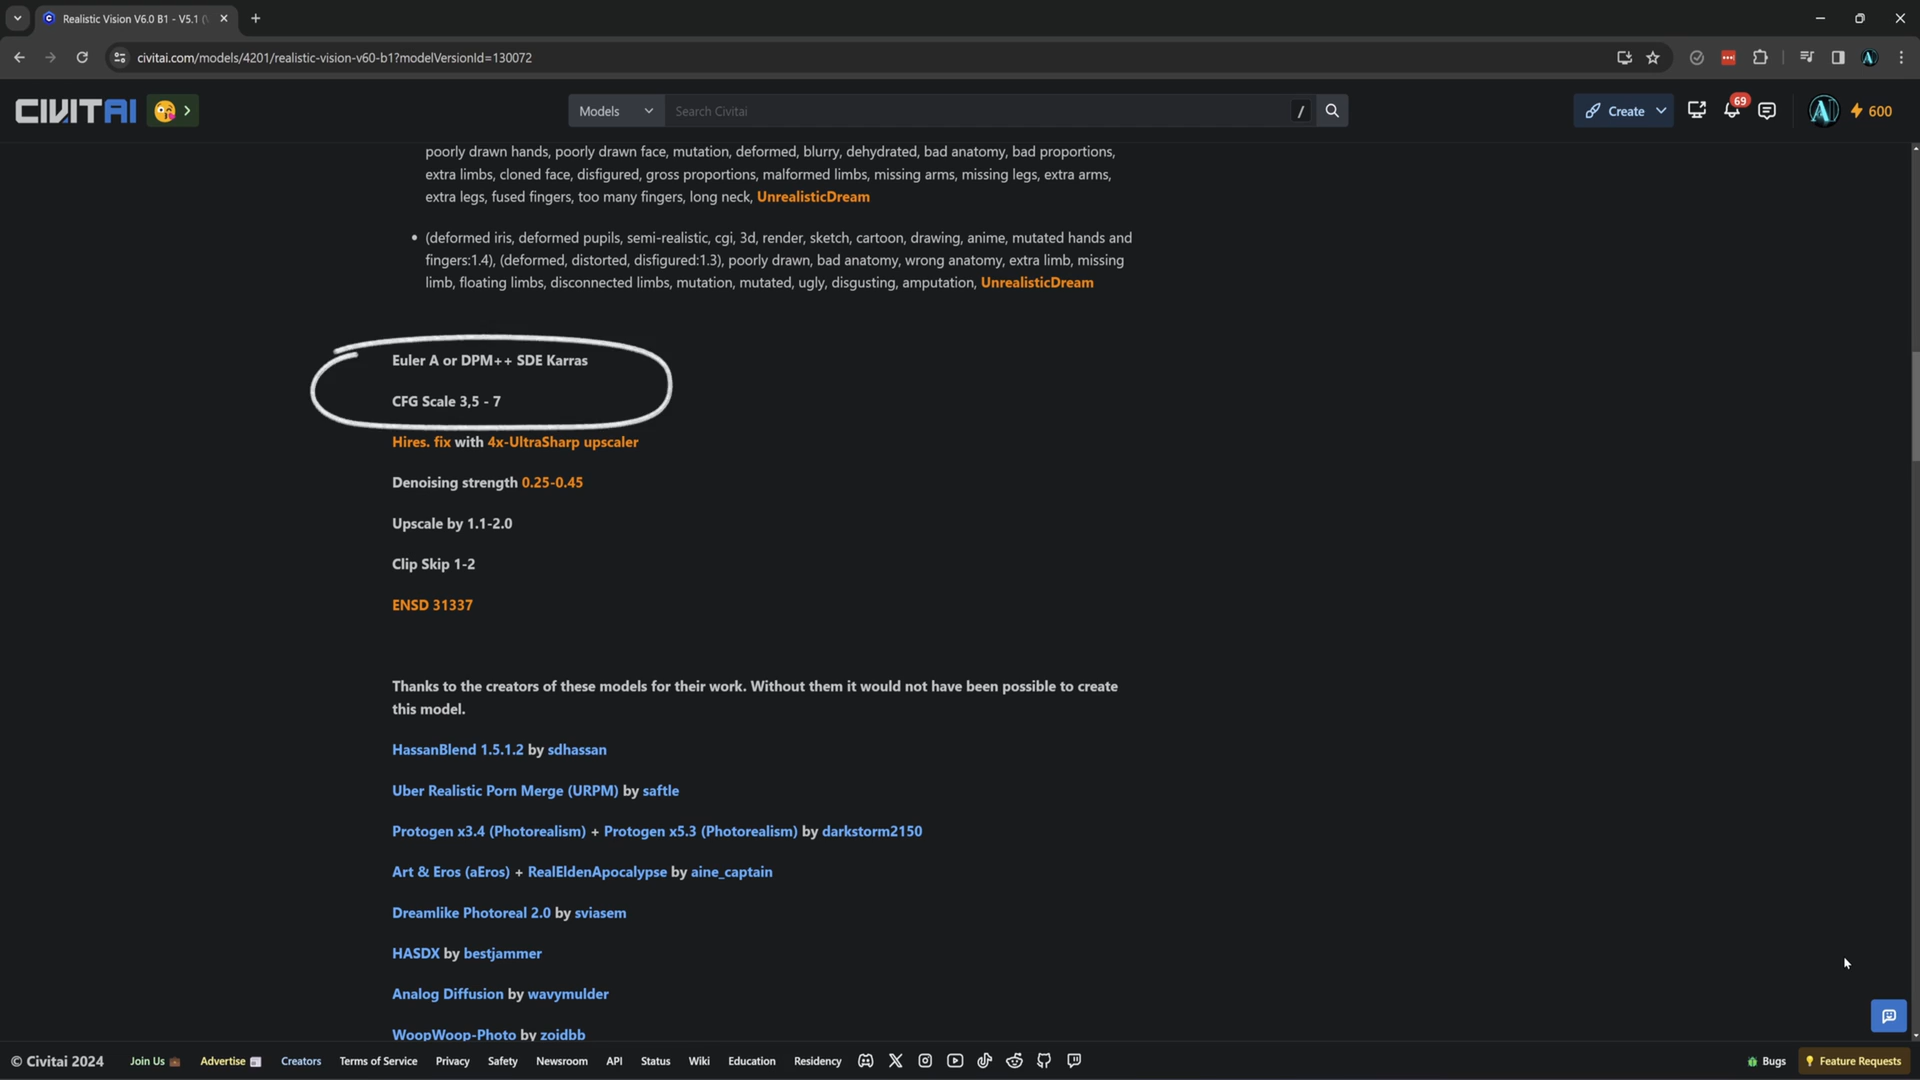 Realistic Vision V6.0 B1 - V5.1 (
civitai.com/models/4201/realistic-vision-v60-b1?modelVersionId=130072
CIVITAI
Models
Search Civitai
/
Create
69
AI
600
poorly drawn hands, poorly drawn face, mutation, deformed, blurry, dehydrated, bad anatomy, bad proportions,
extra limbs, cloned face, disfigured, gross proportions, malformed limbs, missing arms, missing legs, extra arms,
extra legs, fused fingers, too many fingers, long neck, UnrealisticDream
• (deformed iris, deformed pupils, semi-realistic, cgi, 3d, render, sketch, cartoon, drawing, anime, mutated hands and
fingers:1.4), (deformed, distorted, disfigured:1.3), poorly drawn, bad anatomy, wrong anatomy, extra limb, missing
limb, floating limbs, disconnected limbs, mutation, mutated, ugly, disgusting, amputation, UnrealisticDream
Euler A or DPM++ SDE Karras
CFG Scale 3,5 - 7
Hires. fix with 4x-UltraSharp upscaler
Denoising strength 0.25-0.45
Upscale by 1.1-2.0
Clip Skip 1-2
ENSD 31337
Thanks to the creators of these models for their work. Without them it would not have been possible to create
this model.
HassanBlend 1.5.1.2 by sdhassan
Uber Realistic Porn Merge (URPM) by saftle
Protogen x3.4 (Photorealism) + Protogen x5.3 (Photorealism) by darkstorm2150
Art & Eros (aEros) + RealEldenApocalypse by aine_captain
Dreamlike Photoreal 2.0 by sviasem
HASDX by bestjammer
Analog Diffusion by wavymulder
WoopWoop-Photo by zoidbb
© Civitai 2024
Join Us
Advertise
Creators
Terms of Service
Privacy
Safety
Newsroom
API
Status
Wiki
Education
Residency
Bugs
Feature Requests